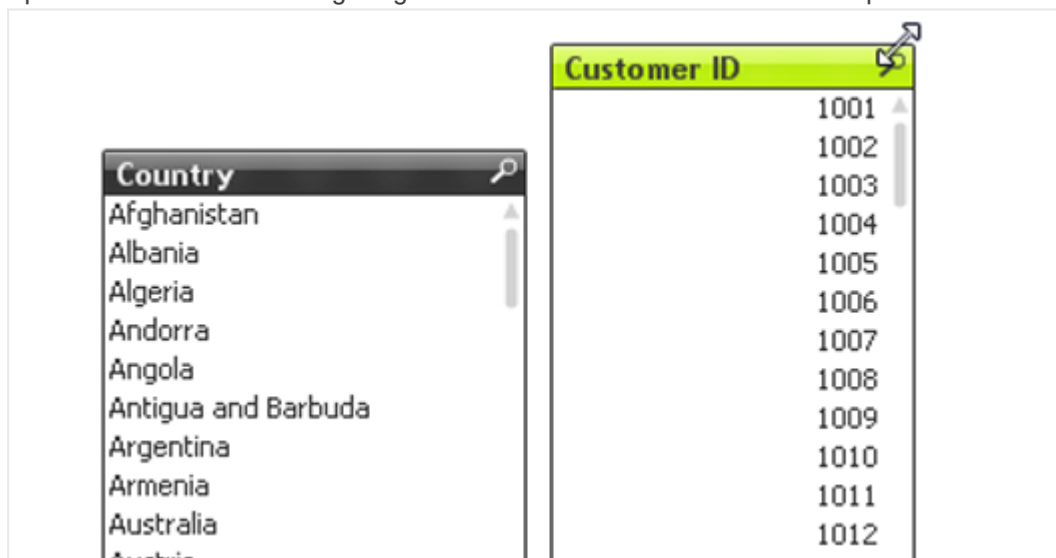 Country
Afghanistan
Albania
Algeria
Andorra
Angola
Antigua and Barbuda
Argentina
Armenia
Australia
Customer ID
1001
1002
1003
1004
1005
1006
1007
1008
1009
1010
1011
1012